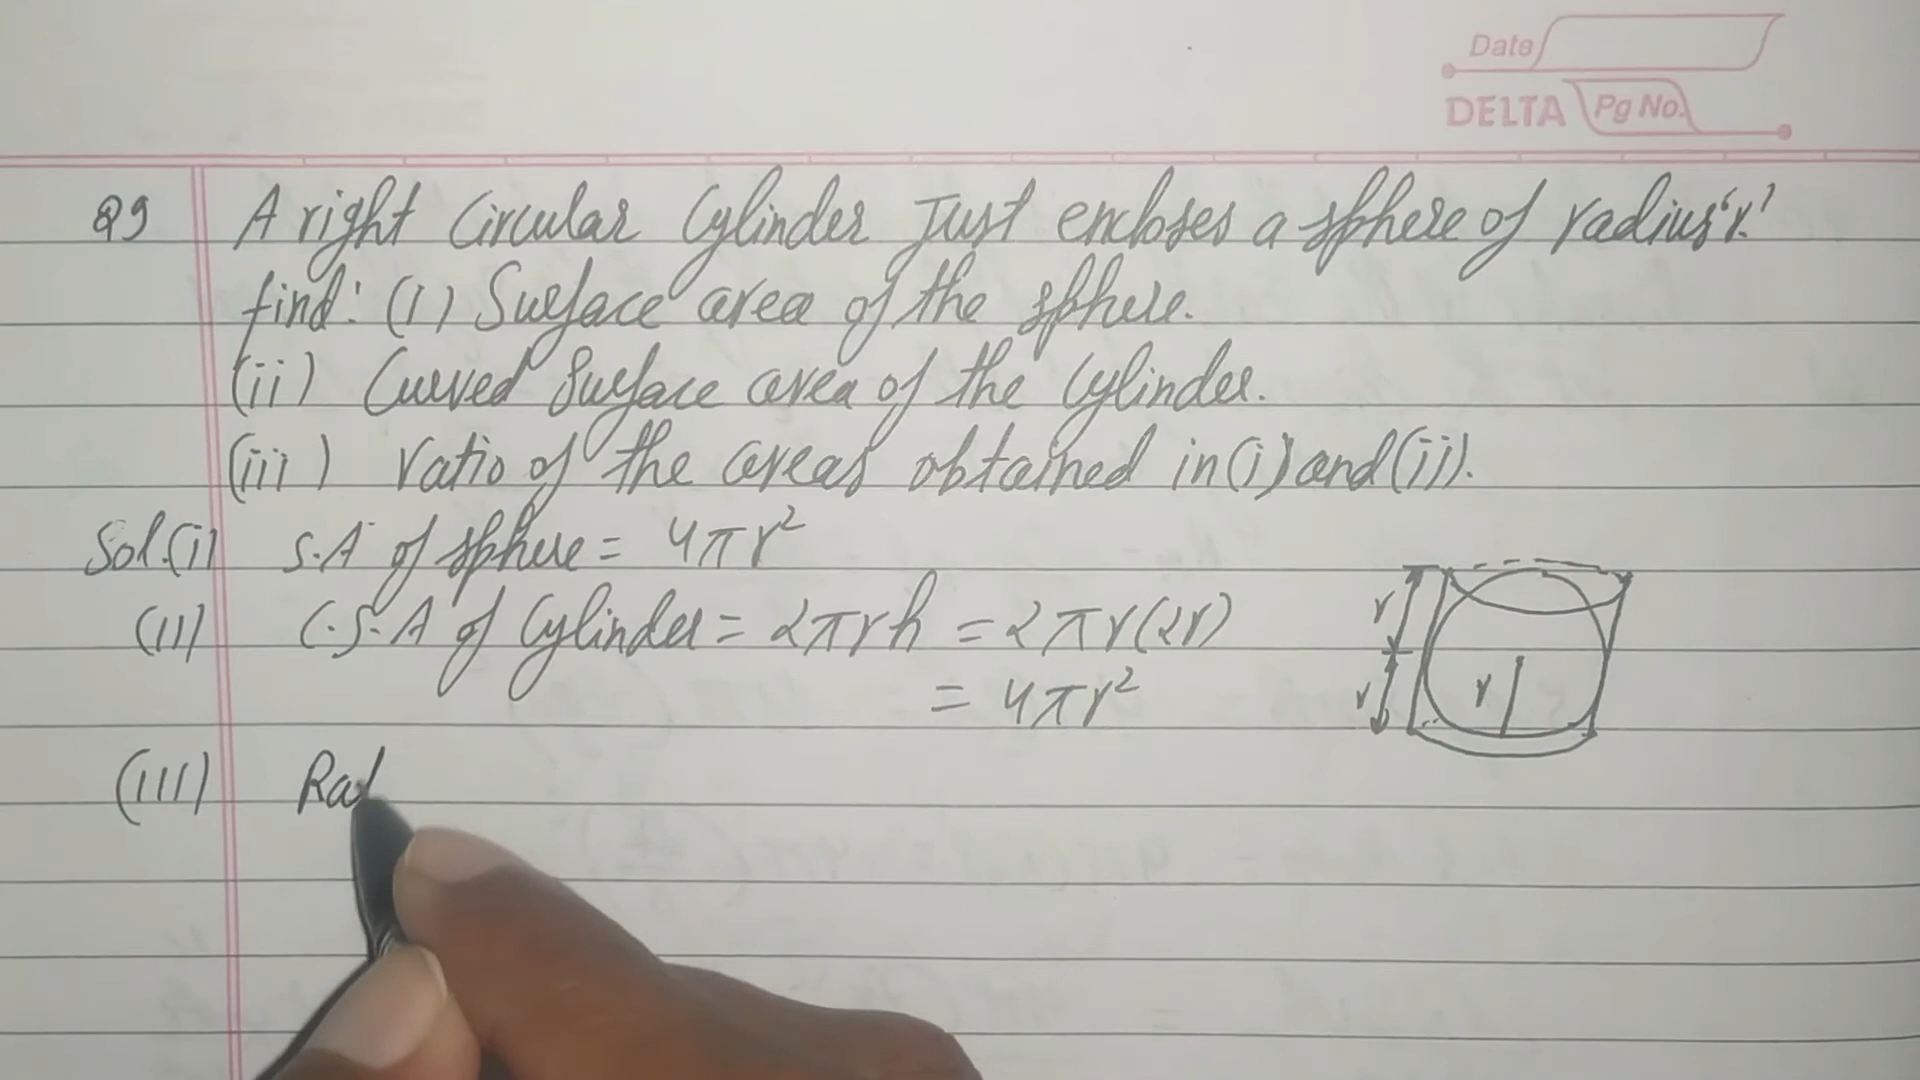 Date
DELTA Pg No.
Q9 A right Circular Cylinder Just encloses a sphere of radius 'r.'
find: (i) Surface area of the sphere.
(ii) Curved Surface area of the Cylinder.
(iii) ratio of the areas obtained in (i) and (ii).
Sol.(i) S.A of sphere = 4πr²
(ii) C.S.A of Cylinder = 2πrh = 2πr(2r)
= 4πr²
r
r r
(iii) Rat